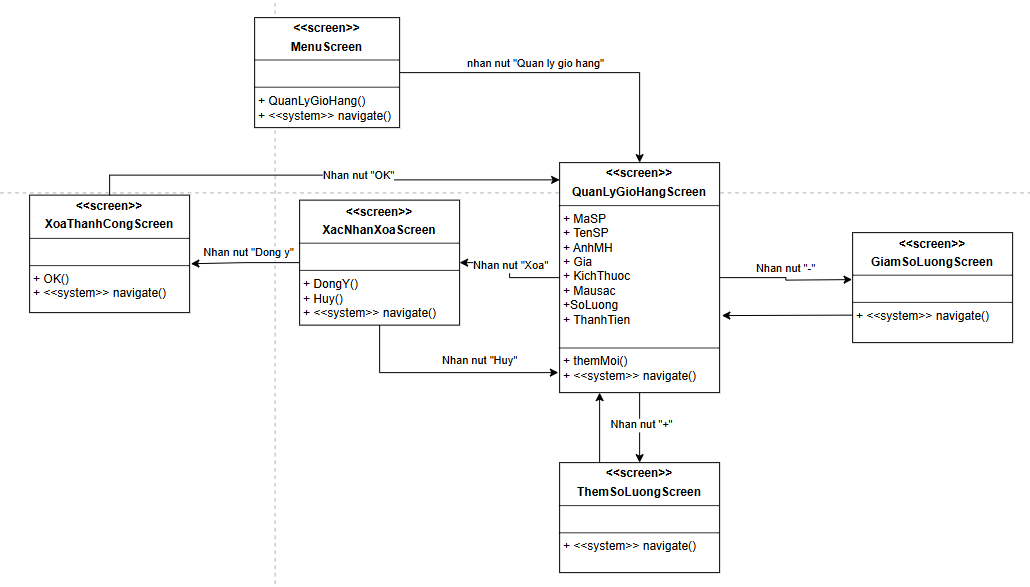 <<screen>>
MenuScreen
+ QuanLyGioHang()
+ <<system>> navigate()
nhan nut "Quan ly gio hang"
Nhan nut "OK"
<<screen>>
XoaThanhCongScreen
+ OK()
+ <<system>> navigate()
Nhan nut "Dong y"
<<screen>>
XacNhanXoaScreen
+ DongY()
+ Huy()
+ <<system>> navigate()
Nhan nut "Xoa"
Nhan nut "Huy"
<<screen>>
QuanLyGioHangScreen
+ MaSP
+ TenSP
+ AnhMH
+ Gia
+ KichThuoc
+ Mausac
+SoLuong
+ ThanhTien
+ themMoi()
+ <<system>> navigate()
Nhan nut "-"
<<screen>>
GiamSoLuongScreen
+ <<system>> navigate()
Nhan nut "+"
<<screen>>
ThemSoLuongScreen
+ <<system>> navigate()